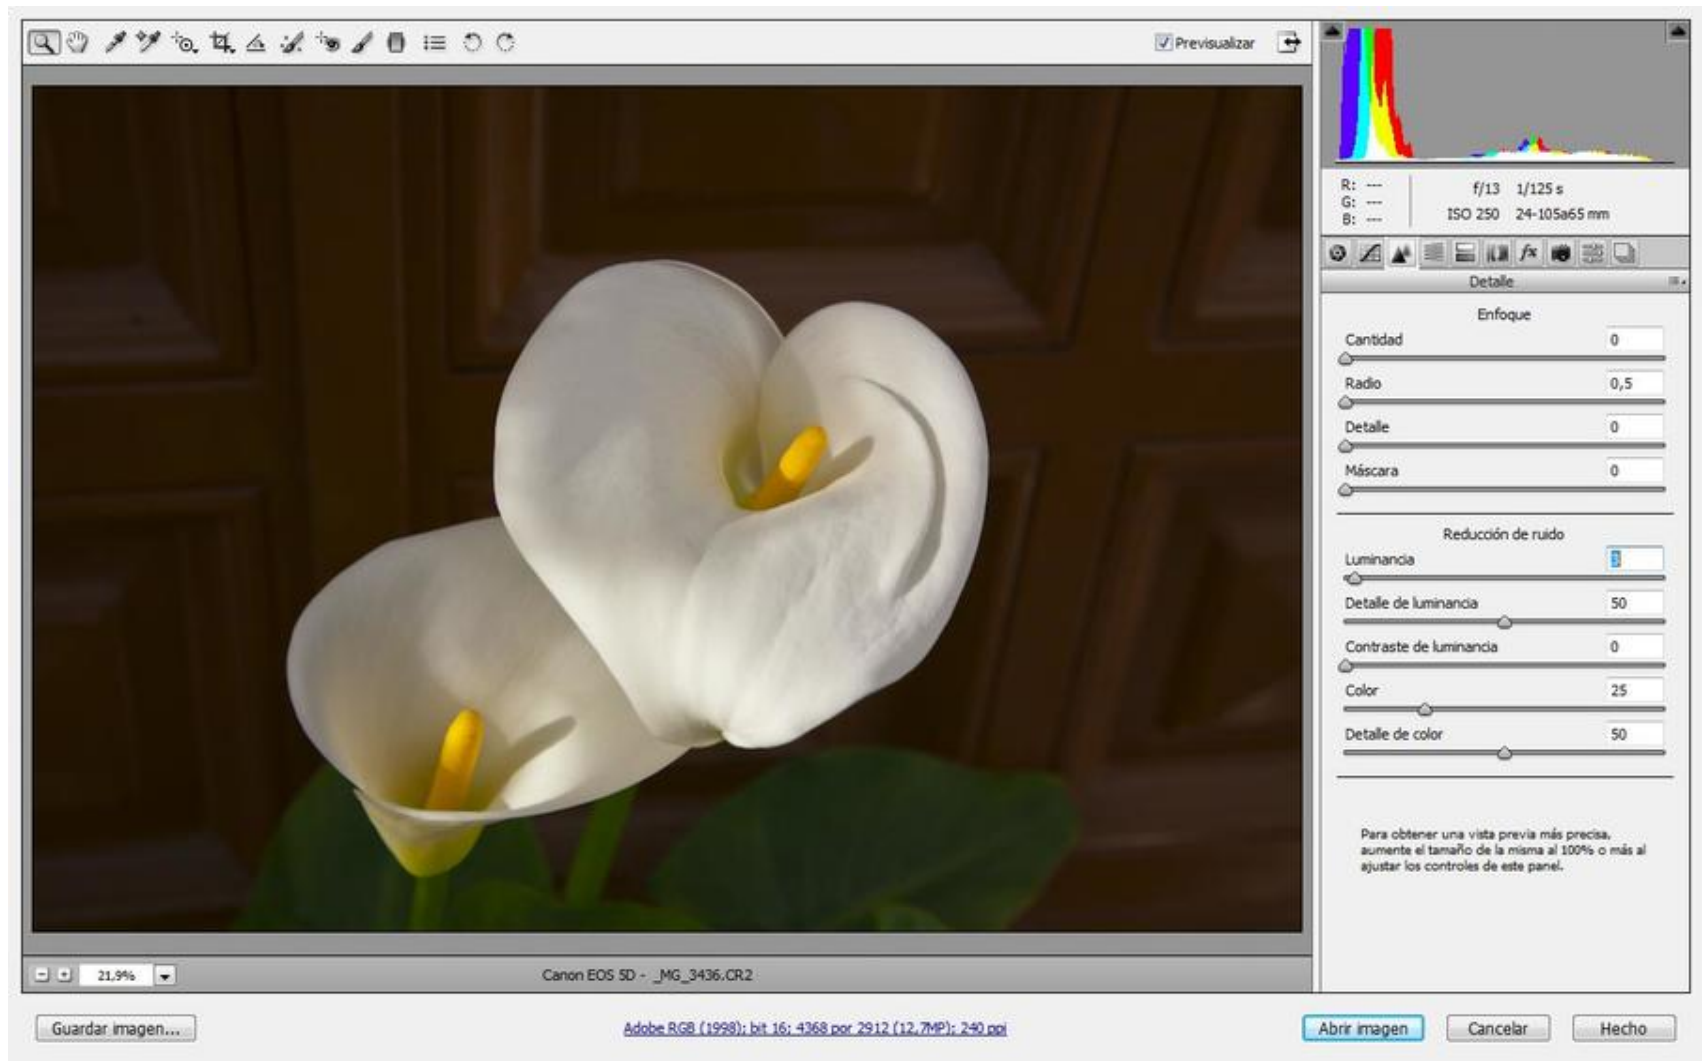 Previsualizar
R: ---
G: ---
B: ---
f/13 1/125 s
ISO 250 24-105a65 mm
fx
Detalle
Enfoque
Cantidad 0
Radio 0,5
Detalle 0
Máscara 0
Reducción de ruido
Luminancia 3
Detalle de luminancia 50
Contraste de luminancia 0
Color 25
Detalle de color 50
Para obtener una vista previa más precisa,
aumente el tamaño de la misma al 100% o más al
ajustar los controles de este panel.
21,9%
Canon EOS 5D - _MG_3436.CR2
Guardar imagen...
Adobe RGB (1998); bit 16; 4368 por 2912 (12,7MP); 240 ppi
Abrir imagen
Cancelar
Hecho